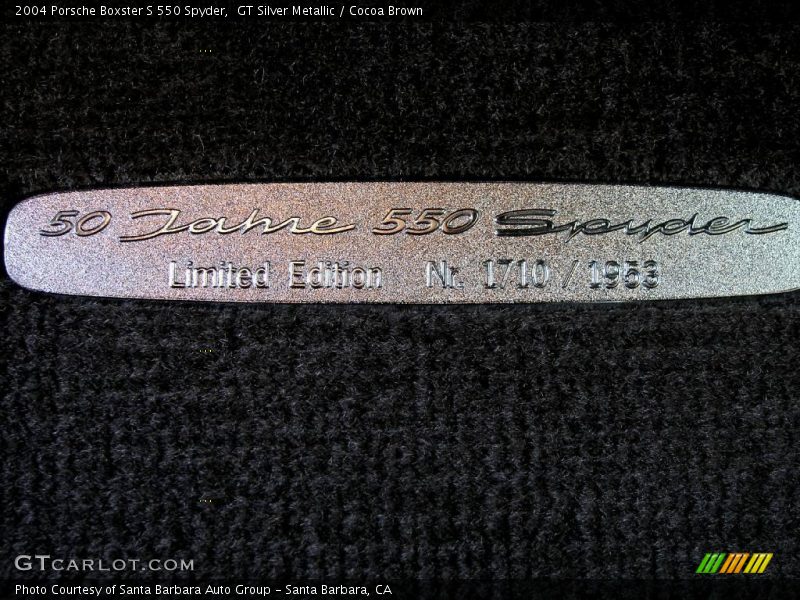 2004 Porsche Boxster S 550 Spyder,  GT Silver Metallic / Cocoa Brown
50 Jahre 550 Spyder
Limited Edition Nr. 1710 / 1953
GTCARLOT.COM
Photo Courtesy of Santa Barbara Auto Group - Santa Barbara, CA